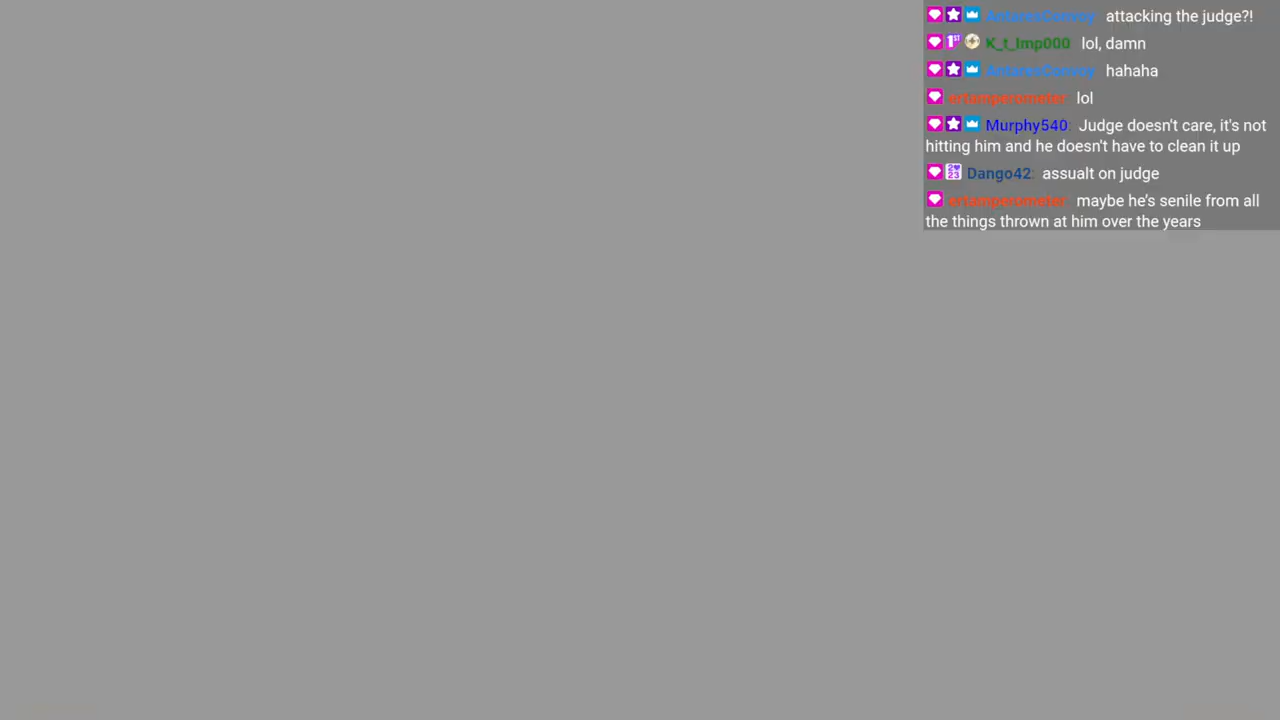 AntaresConvoy: attacking the judge?!
K_t_Imp000 lol, damn
AntaresConvoy hahaha
lol
Murphy540: Judge doesn't care, it's not
hitting him and he doesn't have to clean it up
Dango42: assualt on judge
maybe he's senile from all
the things thrown at him over the years